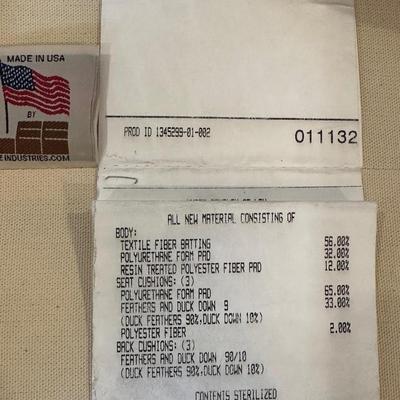 MADE IN USA
BY
E INDUSTRIES.COM
PROD ID 1345299-01-002
011132
ALL NEW MATERIAL CONSISTING OF
BODY:
TEXTILE FIBER BATTING 56.00%
POLYURETHANE FOAM PAD 32.00%
RESIN TREATED POLYESTER FIBER PAD 12.00%
SEAT CUSHIONS: (3)
POLYURETHANE FOAM PAD 65.00%
FEATHERS AND DUCK DOWN 9 33.00%
(DUCK FEATHERS 90%,DUCK DOWN 10%)
POLYESTER FIBER 2.00%
BACK CUSHIONS: (3)
FEATHERS AND DUCK DOWN 90/10
(DUCK FEATHERS 90%,DUCK DOWN 10%)
CONTENTS STERILIZED